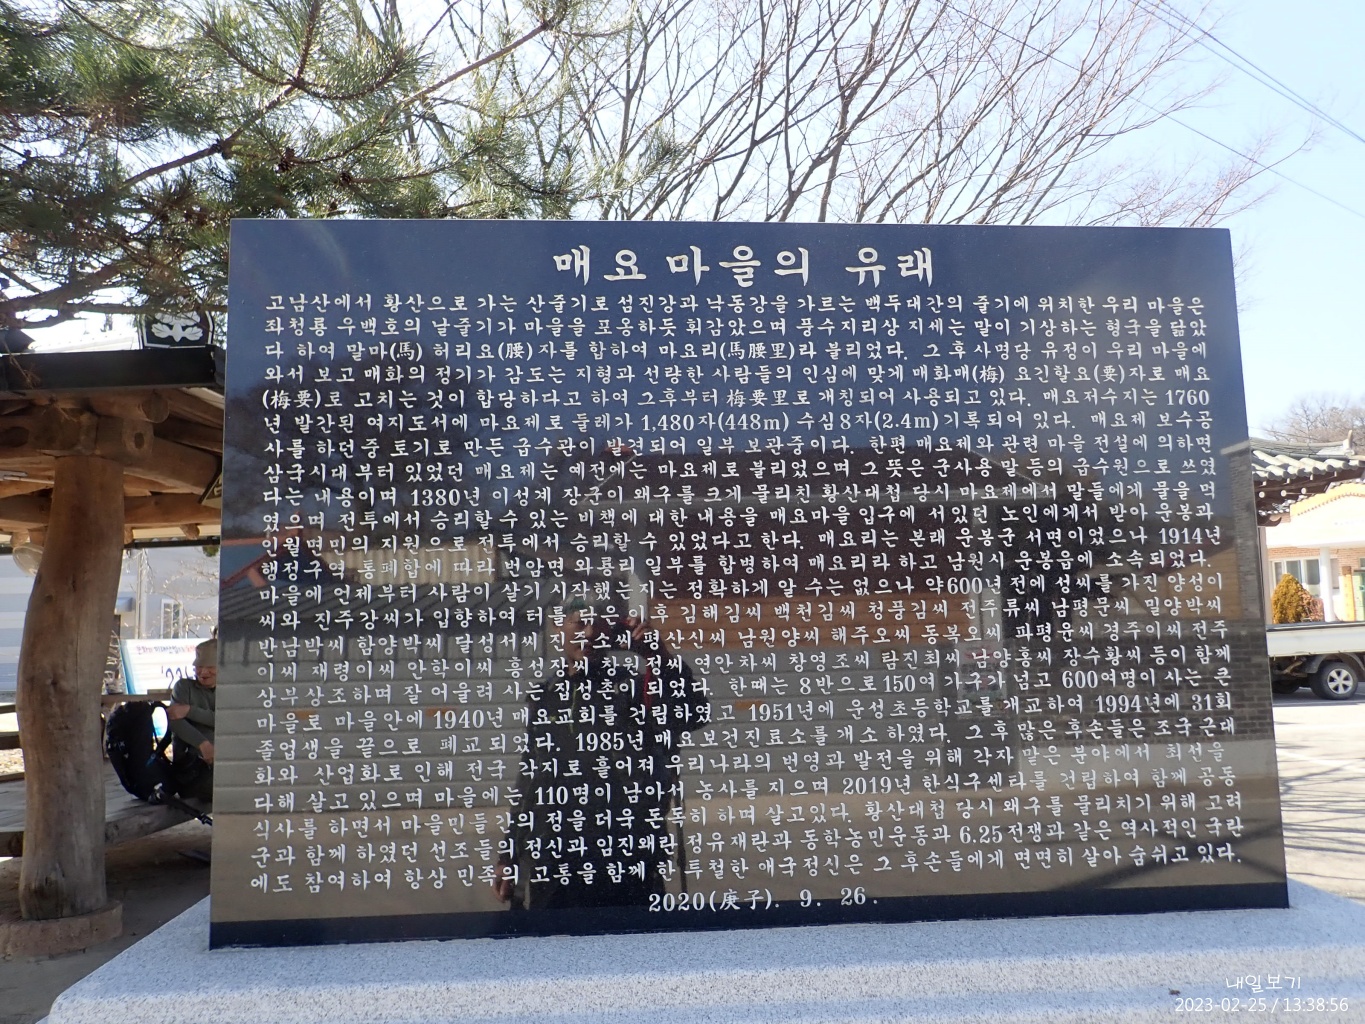 매요 마을의 유래
고남산에서 황산으로 가는 산줄기로 섬진강과 낙동강을 가르는 백두대간의 줄기에 위치한 우리 마을은
좌청룡 우백호의 날줄기가 마을을 포옹하듯 휘감았으며 풍수지리상 지세는 말이 기상하는 형국을 닮았
다 하여 말마(馬) 허리요(腰)자를 합하여 마요리(馬腰里)라 불리었다. 그 후 사명당 유정이 우리 마을에
와서 보고 매화의 정기가 감도는 지형과 선량한 사람들의 인심에 맞게 매화매(梅) 요긴할요(要)자로 매요
(梅要)로 고치는 것이 합당하다고 하여 그후부터 梅要里로 개칭되어 사용되고 있다. 매요저수지는 1760
년 발간된 여지도서에 마요제로 둘레가 1,480자(448m) 수심8자(2.4m)기록되어 있다. 매요제 보수공
사를 하던중 토기로 만든 급수관이 발견되어 일부 보관중이다. 한편 매요제와 관련 마을 전설에 의하면
삼국시대 부터 있었던 매요제는 예전에는 마요제로 불리었으며 그 뜻은 군사용 말 등의 급수원으로 쓰였
다는 내용이며 1380년 이성계 장군이 왜구를 크게 물리친 황산대첩 당시 마요제에서 말들에게 물을 먹
였으며 전투에서 승리할 수 있는 비책에 대한 내용을 매요마을 입구에 서있던 노인에게서 받아 운봉과
인월면민의 지원으로 전투에서 승리할 수 있었다고 한다. 매요리는 본래 운봉군 서면이었으나 1914년
행정구역 통폐합에 따라 번암면 와룡리 일부를 합병하여 매요리라 하고 남원시 운봉읍에 소속되었다.
마을에 언제부터 사람이 살기 시작했는지는 정확하게 알 수는 없으나 약600년 전에 성씨를 가진 양성이
씨와 진주강씨가 입향하여 터를 닦은 이후 김해김씨 백천김씨 청풍김씨 전주류씨 남평문씨 밀양박씨
반남박씨 함양박씨 달성서씨 진주소씨 평산신씨 남원양씨 해주오씨 동복오씨 파평윤씨 경주이씨 전주
이씨 재령이씨 안학이씨 흥성장씨 창원정씨 연안차씨 창영조씨 탐진최씨 남양홍씨 장수황씨 등이 함께
상부상조하며 잘 어울려 사는 집성촌이 되었다. 한때는 8반으로150여 가구가 넘고 600여명이 사는 큰
마을로 마을안에 1940년 매요교회를 건립하였고 1951년에 운성초등학교를 개교하여 1994년에 31회
졸업생을 끝으로 폐교 되었다. 1985년 매요보건진료소를 개소 하였다. 그 후 많은 후손들은 조국 근대
화와 산업화로 인해 전국 각지로 흩어져 우리나라의 번영과 발전을 위해 각자 맡은 분야에서 최선을
다해 살고 있으며 마을에는 110명이 남아서 농사를 지으며 2019년 한식구센타를 건립하여 함께 공동
식사를 하면서 마을민들간의 정을 더욱 돈독히 하며 살고있다. 황산대첩 당시 왜구를 물리치기 위해 고려
군과 함께 하였던 선조들의 정신과 임진왜란 정유재란과 동학농민운동과 6.25전쟁과 같은 역사적인 국란
에도 참여하여 항상 민족의 고통을 함께 한 투철한 애국정신은 그 후손들에게 면면히 살아 숨쉬고 있다.
2020(庚子). 9. 26.
내일보기
2023-02-25 / 13:38:56